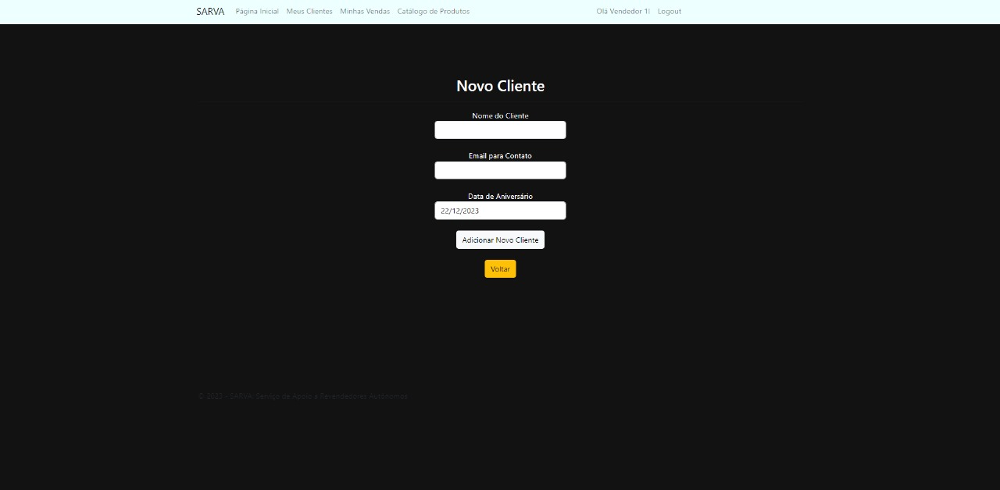 SARVA Página Inicial Meus Clientes Minhas Vendas Catálogo de Produtos Olá Vendedor 1! Logout
Novo Cliente
Nome do Cliente
Email para Contato
Data de Aniversário
22/12/2023
Adicionar Novo Cliente
Voltar
© 2023 - SARVA: Serviço de Apoio a Revendedores Autônomos